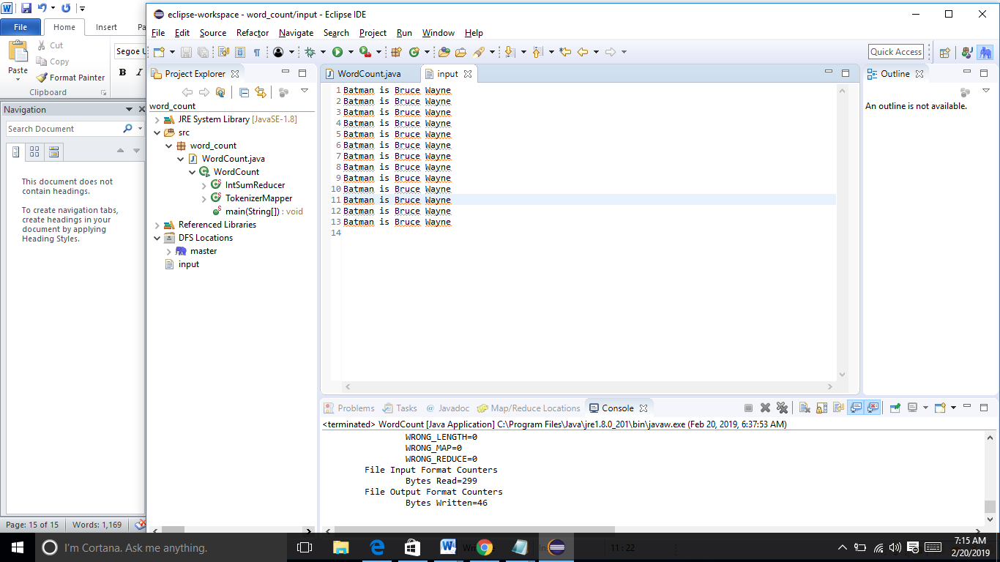 eclipse-workspace - word_count/input - Eclipse IDE
File Home Insert Pa
File Edit Source Refactor Navigate Search Project Run Window Help
Cut
Copy
Format Painter
Paste
Segoe U
B I
Clipboard
Quick Access
Navigation
Search Document
This document does not
contain headings.
To create navigation tabs,
create headings in your
document by applying
Heading Styles.
Page: 15 of 15 Words: 1,169
Project Explorer
word_count
JRE System Library [JavaSE-1.8]
src
word_count
WordCount.java
WordCount
IntSumReducer
TokenizerMapper
main(String[]) : void
Referenced Libraries
DFS Locations
master
input
WordCount.java input
1 Batman is Bruce Wayne
2 Batman is Bruce Wayne
3 Batman is Bruce Wayne
4 Batman is Bruce Wayne
5 Batman is Bruce Wayne
6 Batman is Bruce Wayne
7 Batman is Bruce Wayne
8 Batman is Bruce Wayne
9 Batman is Bruce Wayne
10 Batman is Bruce Wayne
11 Batman is Bruce Wayne
12 Batman is Bruce Wayne
13 Batman is Bruce Wayne
14
Outline
An outline is not available.
Problems Tasks @ Javadoc Map/Reduce Locations Console
<terminated> WordCount [Java Application] C:\Program Files\Java\jre1.8.0_201\bin\javaw.exe (Feb 20, 2019, 6:37:53 AM)
WRONG_LENGTH=0
WRONG_MAP=0
WRONG_REDUCE=0
File Input Format Counters
Bytes Read=299
File Output Format Counters
Bytes Written=46
I'm Cortana. Ask me anything.
11 : 22
7:15 AM
2/20/2019